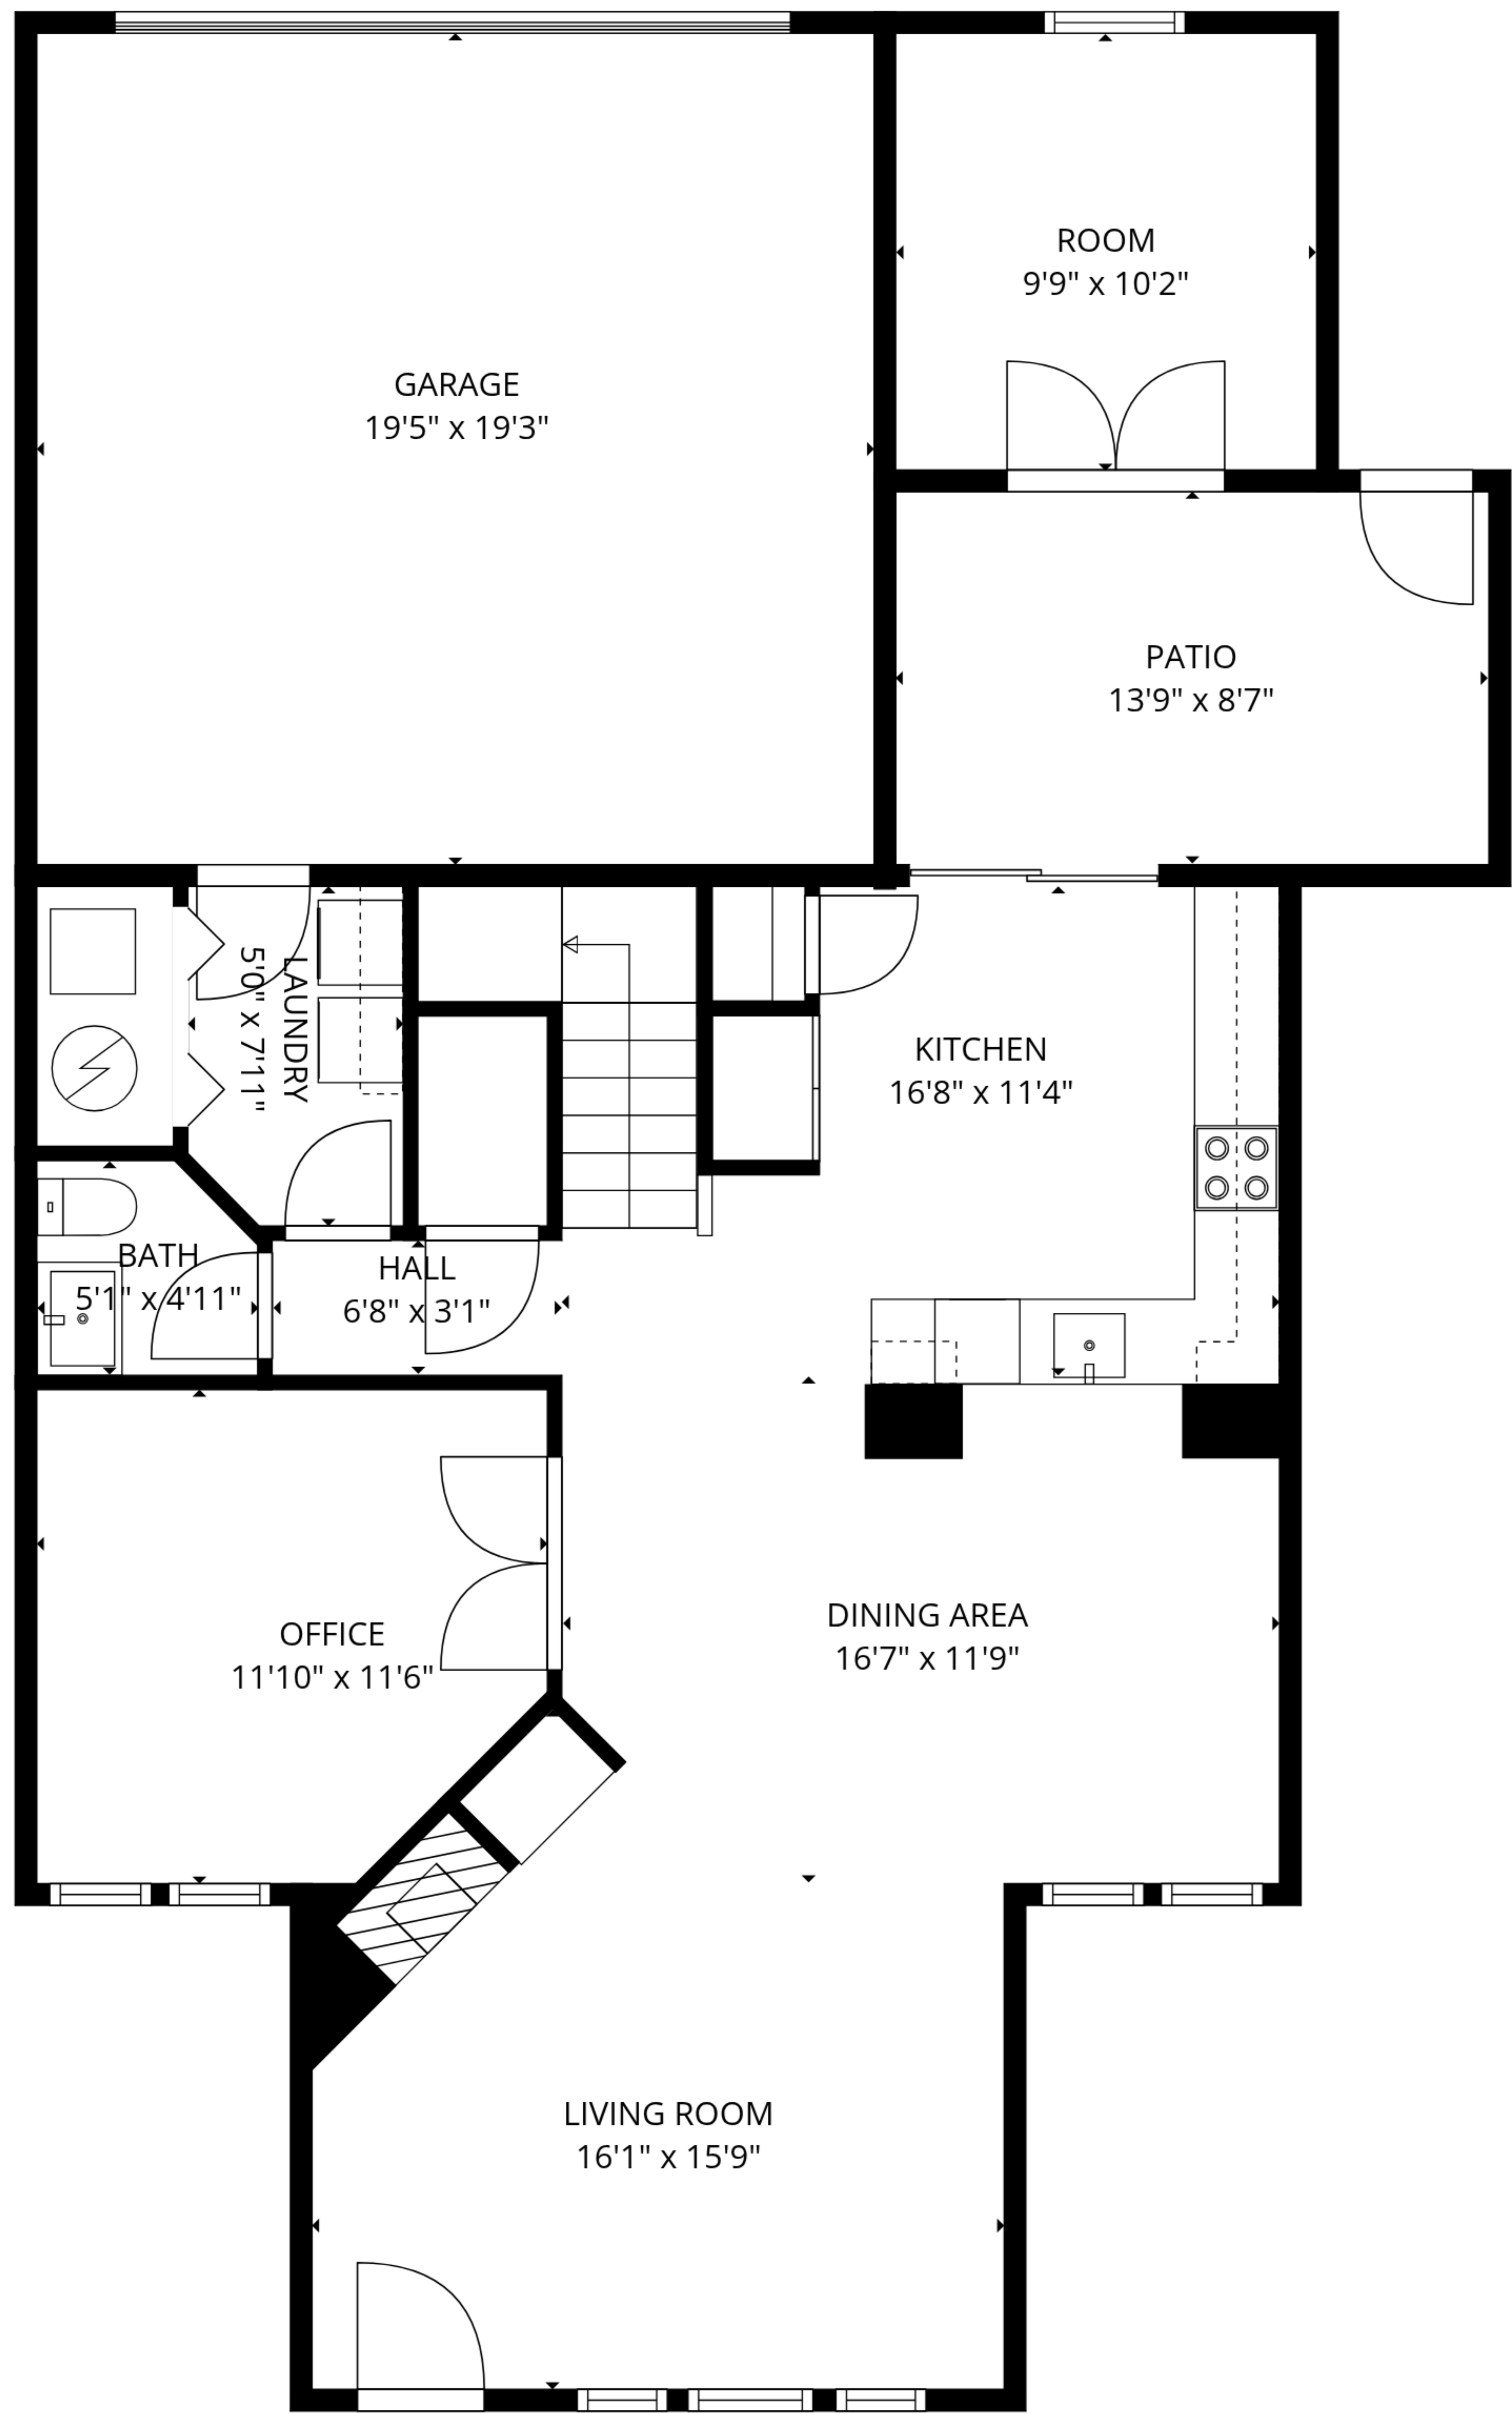 ROOM
9'9" x 10'2"
GARAGE
19'5" x 19'3"
PATIO
13'9" x 8'7"
LAUNDRY
5'0" x 7'11"
KITCHEN
16'8" x 11'4"
BATH
5'1" x 4'11"
HALL
6'8" x 3'1"
OFFICE
11'10" x 11'6"
DINING AREA
16'7" x 11'9"
LIVING ROOM
16'1" x 15'9"